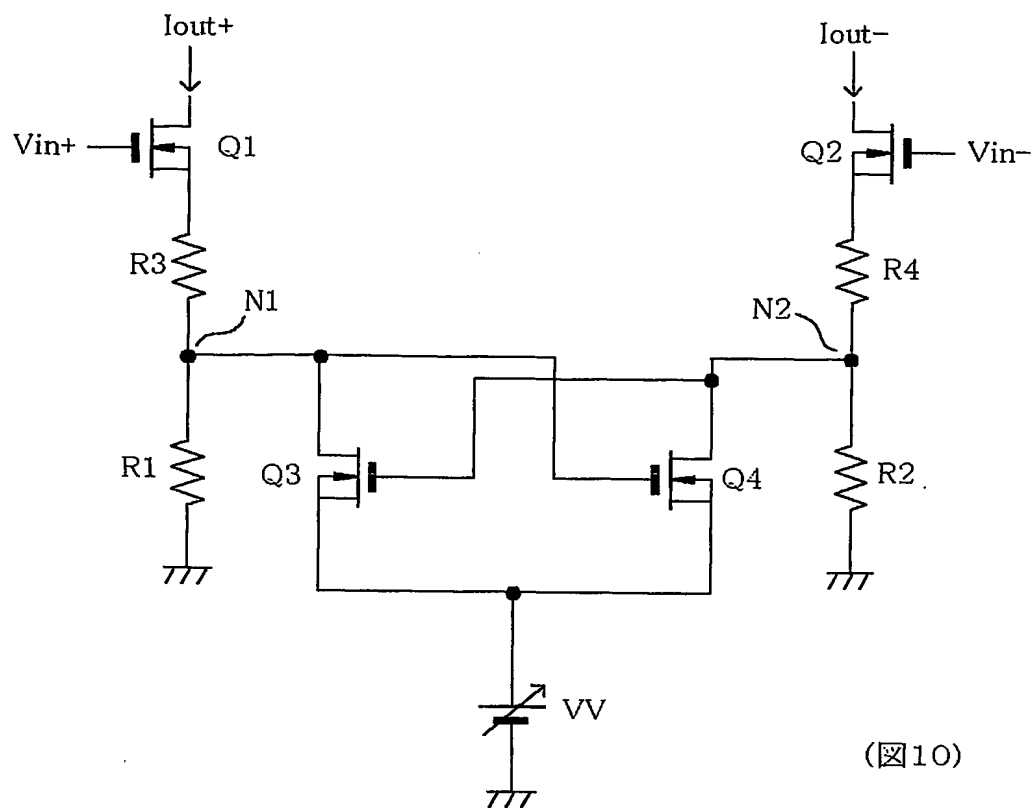 Iout+
Iout−
Vin+
Q1
Q2
Vin−
R3
R4
N1
N2
R1
Q3
Q4
R2
VV
(図10)